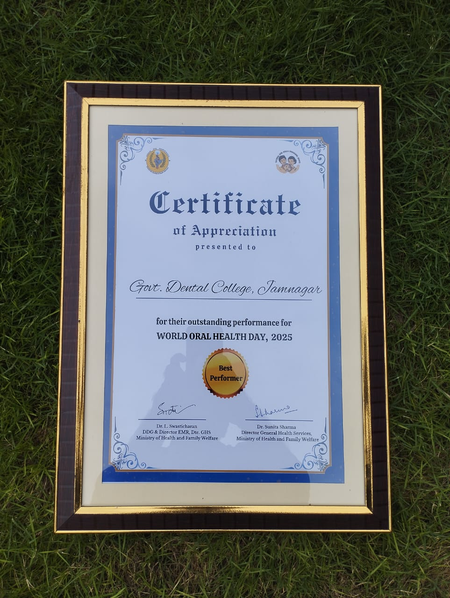 Certificate
of Appreciation
presented to
Govt. Dental College, Jamnagar
for their outstanding performance for
WORLD ORAL HEALTH DAY, 2025
Best
Performer
Dr. L. Swasticharan
DDG & Director EMR, Dte. GHS
Ministry of Health and Family Welfare
Dr. Sunita Sharma
Director General Health Services,
Ministry of Health and Family Welfare